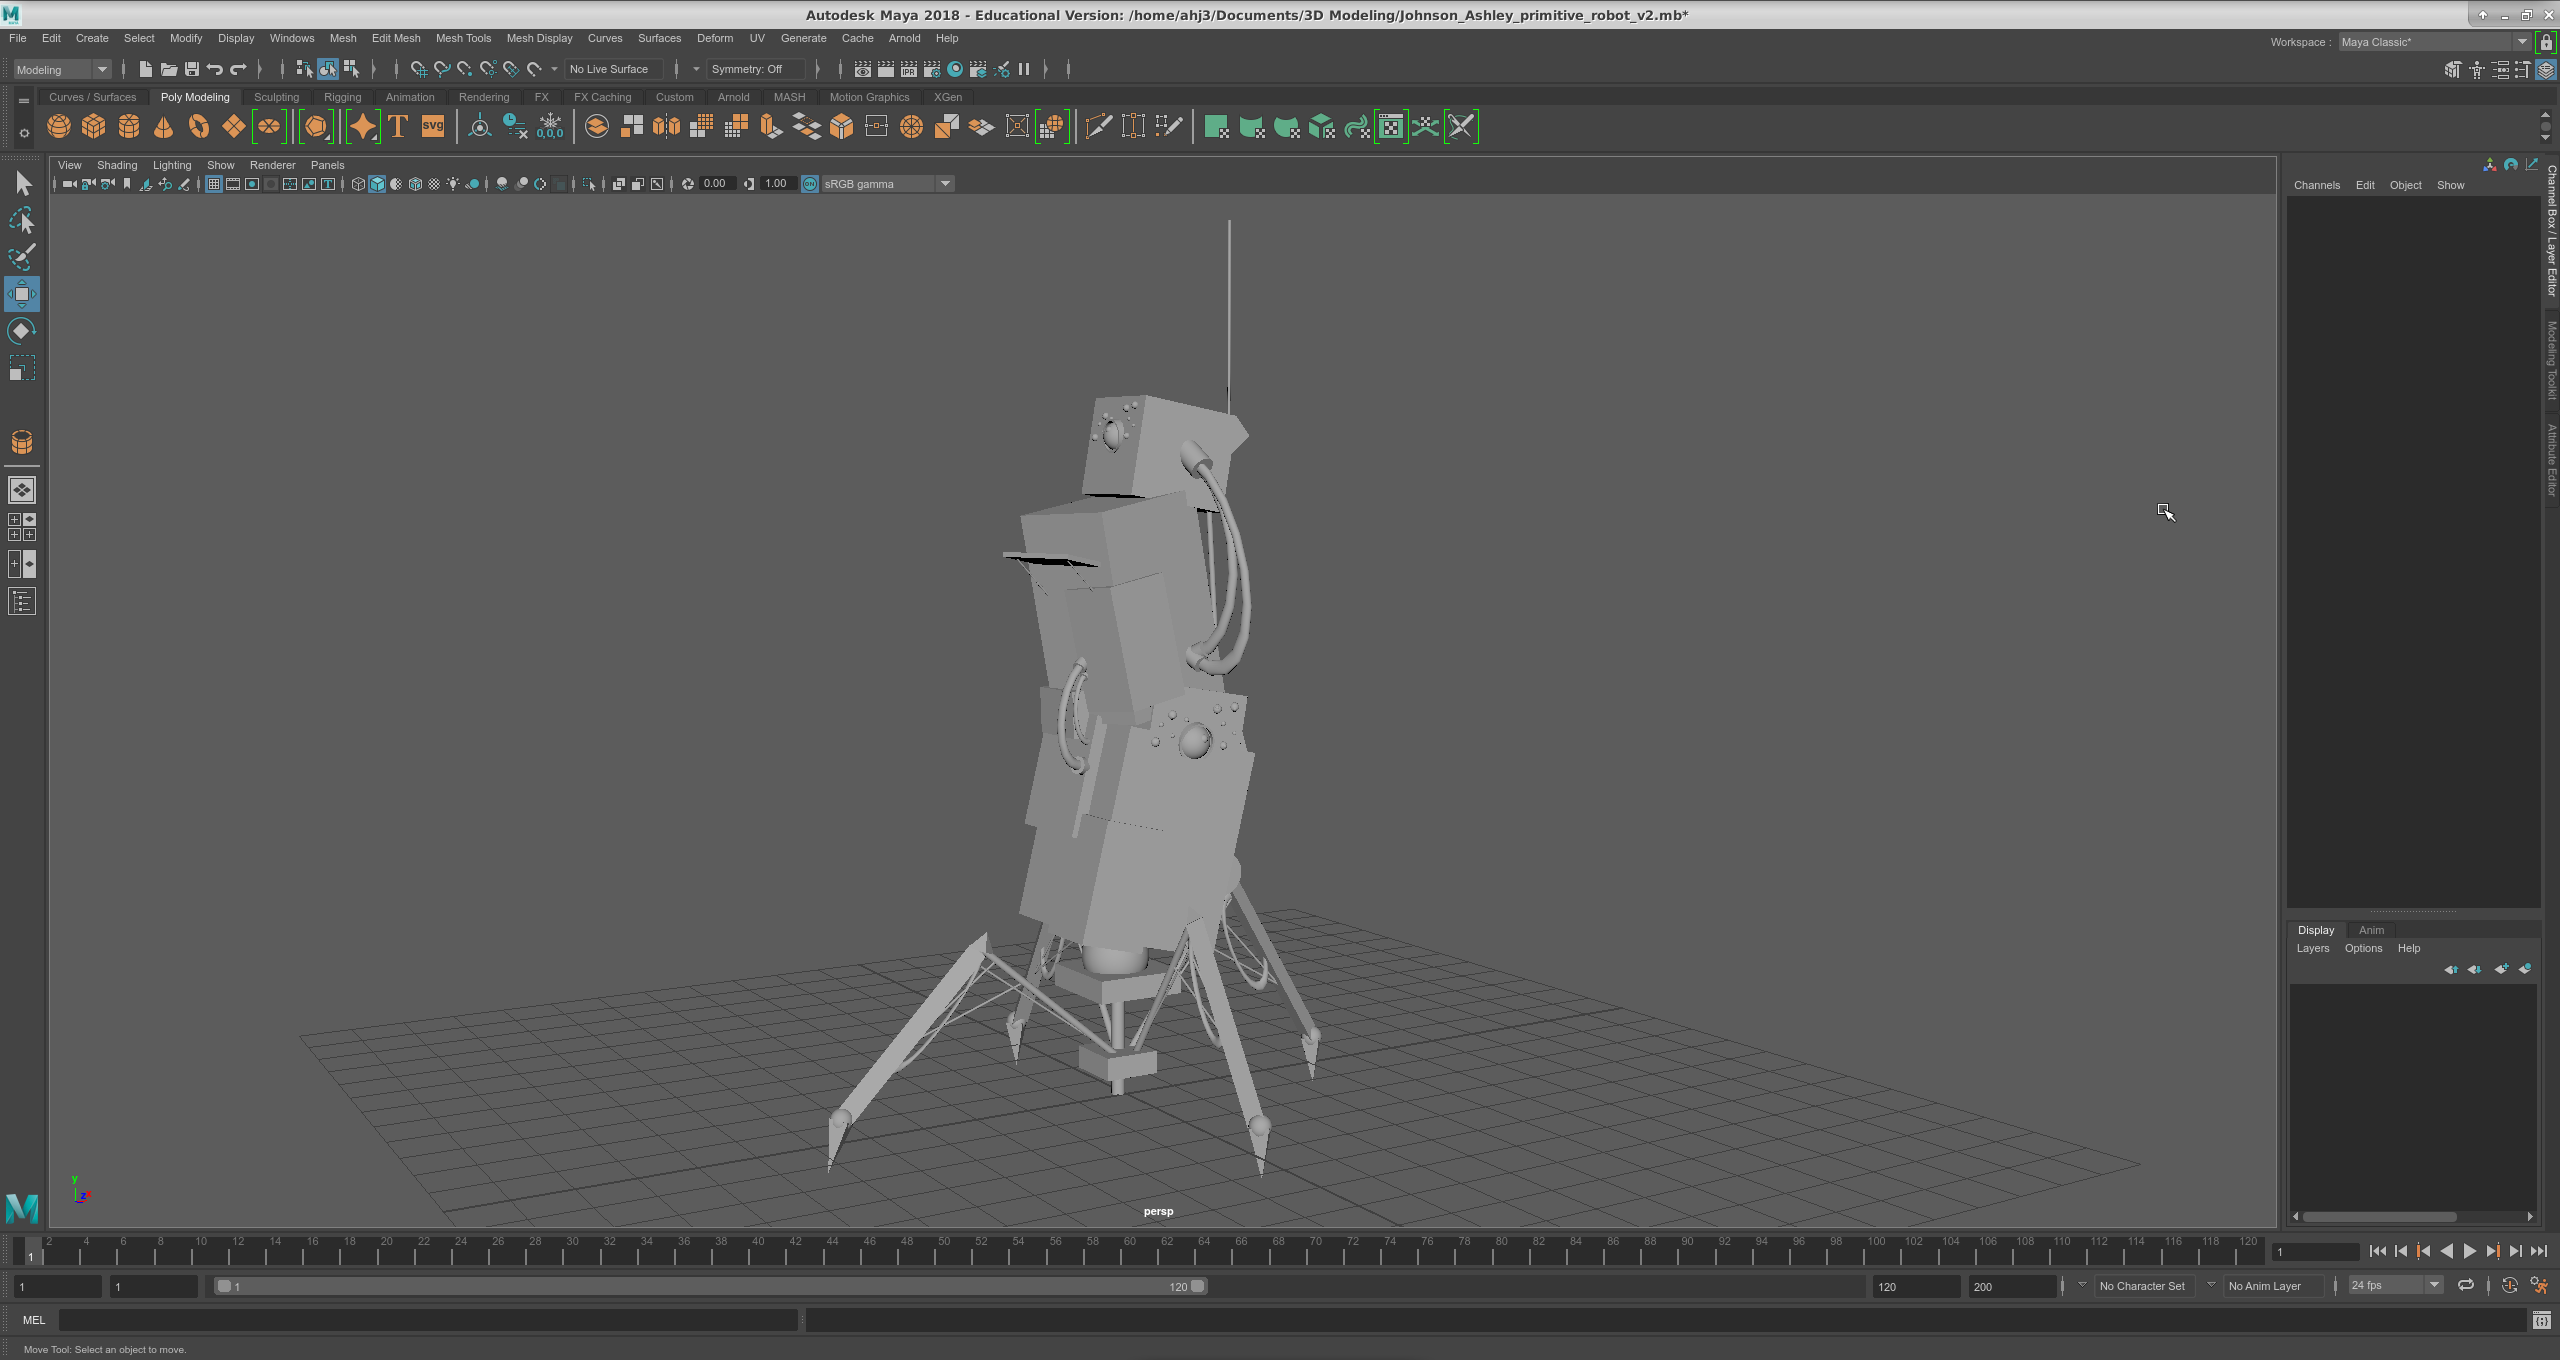 Autodesk Maya 2018 - Educational Version: /home/ahj3/Documents/3D Modeling/Johnson_Ashley_primitive_robot_v2.mb*
File Edit Create Select Modify Display Windows Mesh Edit Mesh Mesh Tools Mesh Display Curves Surfaces Deform UV Generate Cache Arnold Help
Workspace : Maya Classic*
Modeling No Live Surface Symmetry: Off
Curves / Surfaces Poly Modeling Sculpting Rigging Animation Rendering FX FX Caching Custom Arnold MASH Motion Graphics XGen
T SVG 0,0,0
View Shading Lighting Show Renderer Panels
0.00 1.00 sRGB gamma
Channels Edit Object Show
Channel Box / Layer Editor
Modeling Toolkit
Attribute Editor
Display Anim
Layers Options Help
y
z
persp
2 4 6 8 10 12 14 16 18 20 22 24 26 28 30 32 34 36 38 40 42 44 46 48 50 52 54 56 58 60 62 64 66 68 70 72 74 76 78 80 82 84 86 88 90 92 94 96 98 100 102 104 106 108 110 112 114 116 118 120
1 1
1 1 1 120 120 200 No Character Set No Anim Layer 24 fps
MEL
Move Tool: Select an object to move.